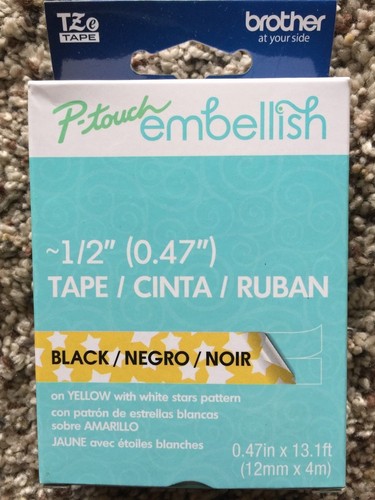 TZe
TAPE
brother
at your side
P-touch
embellish
~1/2" (0.47")
TAPE / CINTA / RUBAN
BLACK / NEGRO / NOIR
on YELLOW with white stars pattern
con patrón de estrellas blancas
sobre AMARILLO
JAUNE avec étoiles blanches
0.47in x 13.1ft
(12mm x 4m)